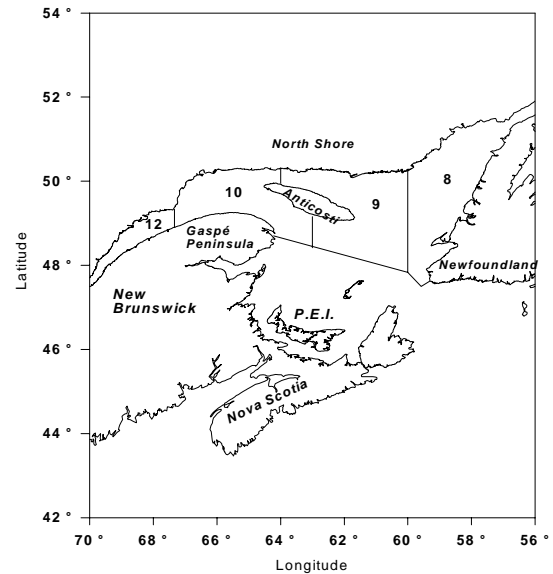 54 °
52 °
North Shore
50 °
8
10
9
Anticosti
12
Gaspé
Peninsula
48 °
Newfoundland
Latitude
New
Brunswick
P.E.I.
46 °
Nova Scotia
44 °
42 °
70 ° 68 ° 66 ° 64 ° 62 ° 60 ° 58 ° 56 °
Longitude